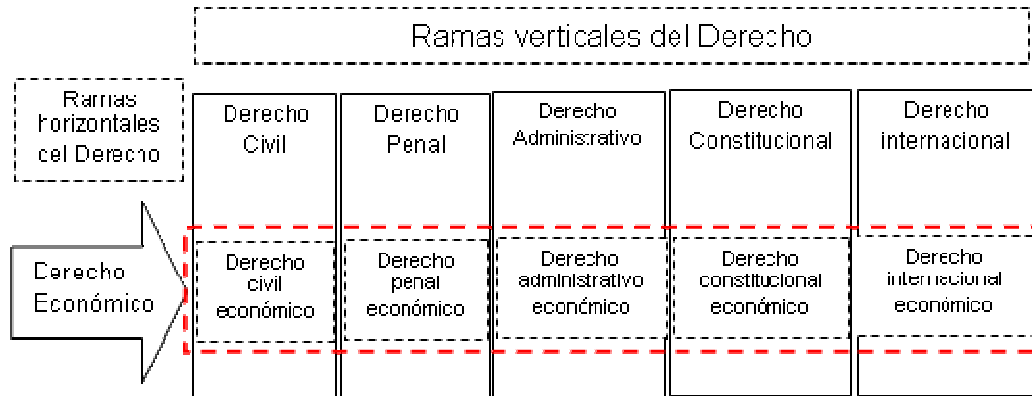 Ramas verticales del Derecho
Ramas
horizontales
del Derecho
Derecho
Civil
Derecho
Penal
Derecho
Administrativo
Derecho
Constitucional
Derecho
internacional
Derecho
Económico
Derecho
civil
económico
Derecho
penal
económico
Derecho
administrativo
económico
Derecho
constitucional
económico
Derecho
internacional
económico